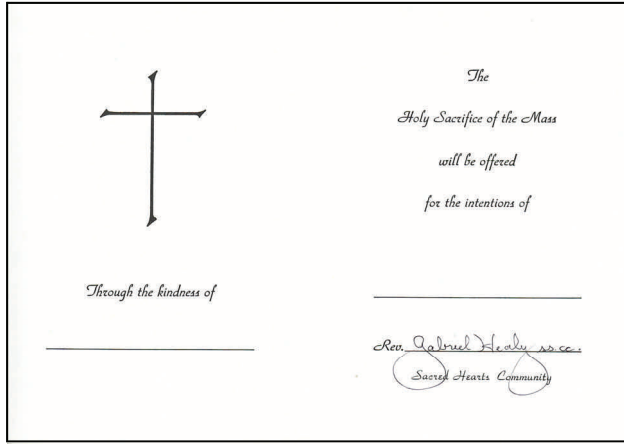 Through the kindness of
The
Holy Sacrifice of the Mass
will be offered
for the intentions of
Rev. Gabriel Healy ss.cc.
Sacred Hearts Community